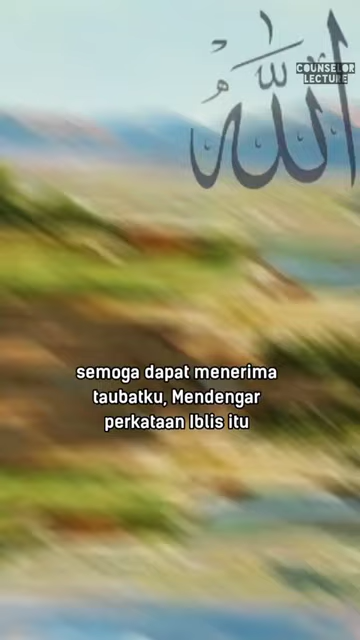 الله
COUNSELOR
LECTURE
semoga dapat menerima
taubatku, Mendengar
perkataan Iblis itu